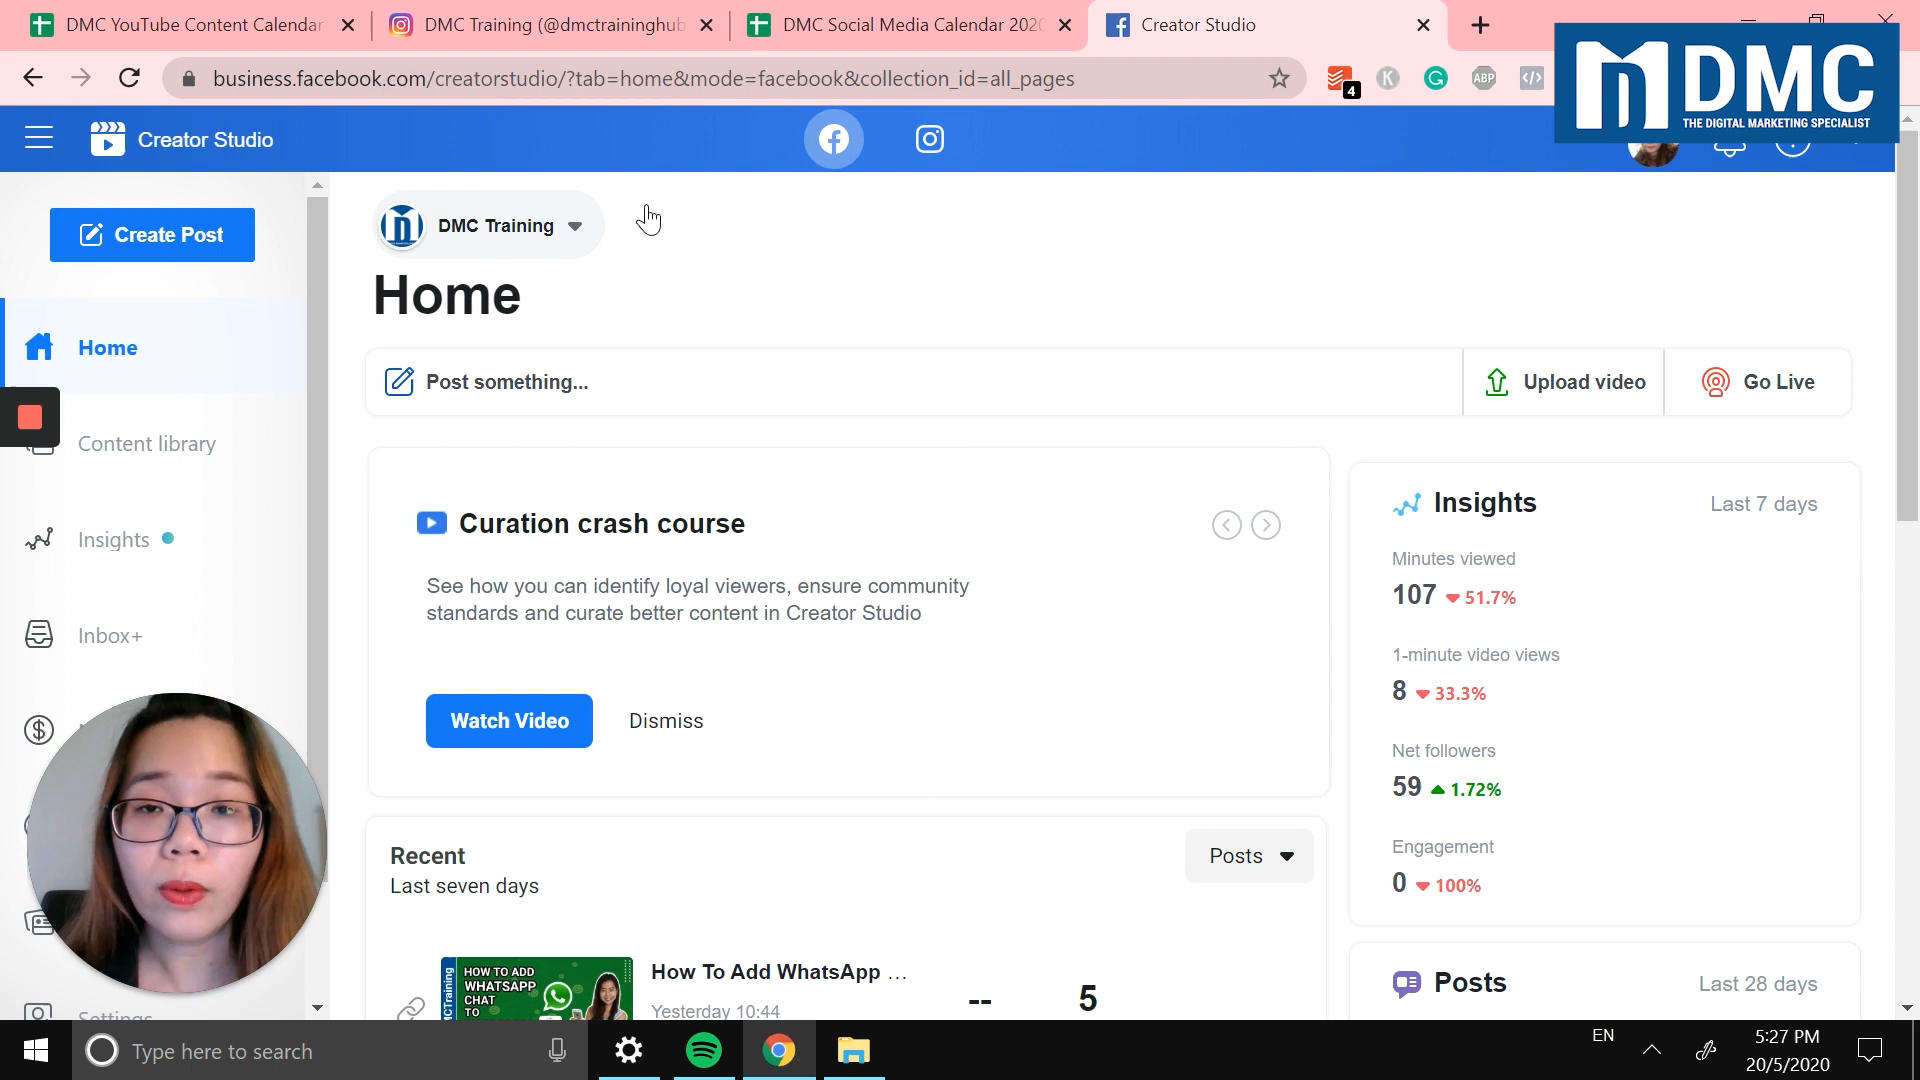 DMC YouTube Content Calendar
DMC Training (@dmctraininghub
DMC Social Media Calendar 202
Creator Studio
business.facebook.com/creatorstudio/?tab=home&mode=facebook&collection_id=all_pages
4
K
G
ABP
</>
DMC
THE DIGITAL MARKETING SPECIALIST
Creator Studio
Create Post
DMC Training
Home
Home
Post something...
Upload video
Go Live
Content library
Insights
Inbox+
Settings
Curation crash course
See how you can identify loyal viewers, ensure community
standards and curate better content in Creator Studio
Watch Video
Dismiss
Insights
Last 7 days
Minutes viewed
107 51.7%
1-minute video views
8 33.3%
Net followers
59 1.72%
Engagement
0 100%
Recent
Last seven days
Posts
HOW TO ADD
WHATSAPP
CHAT
TO
How To Add WhatsApp ...
Yesterday 10:44
--
5
Posts
Last 28 days
Type here to search
EN
5:27 PM
20/5/2020